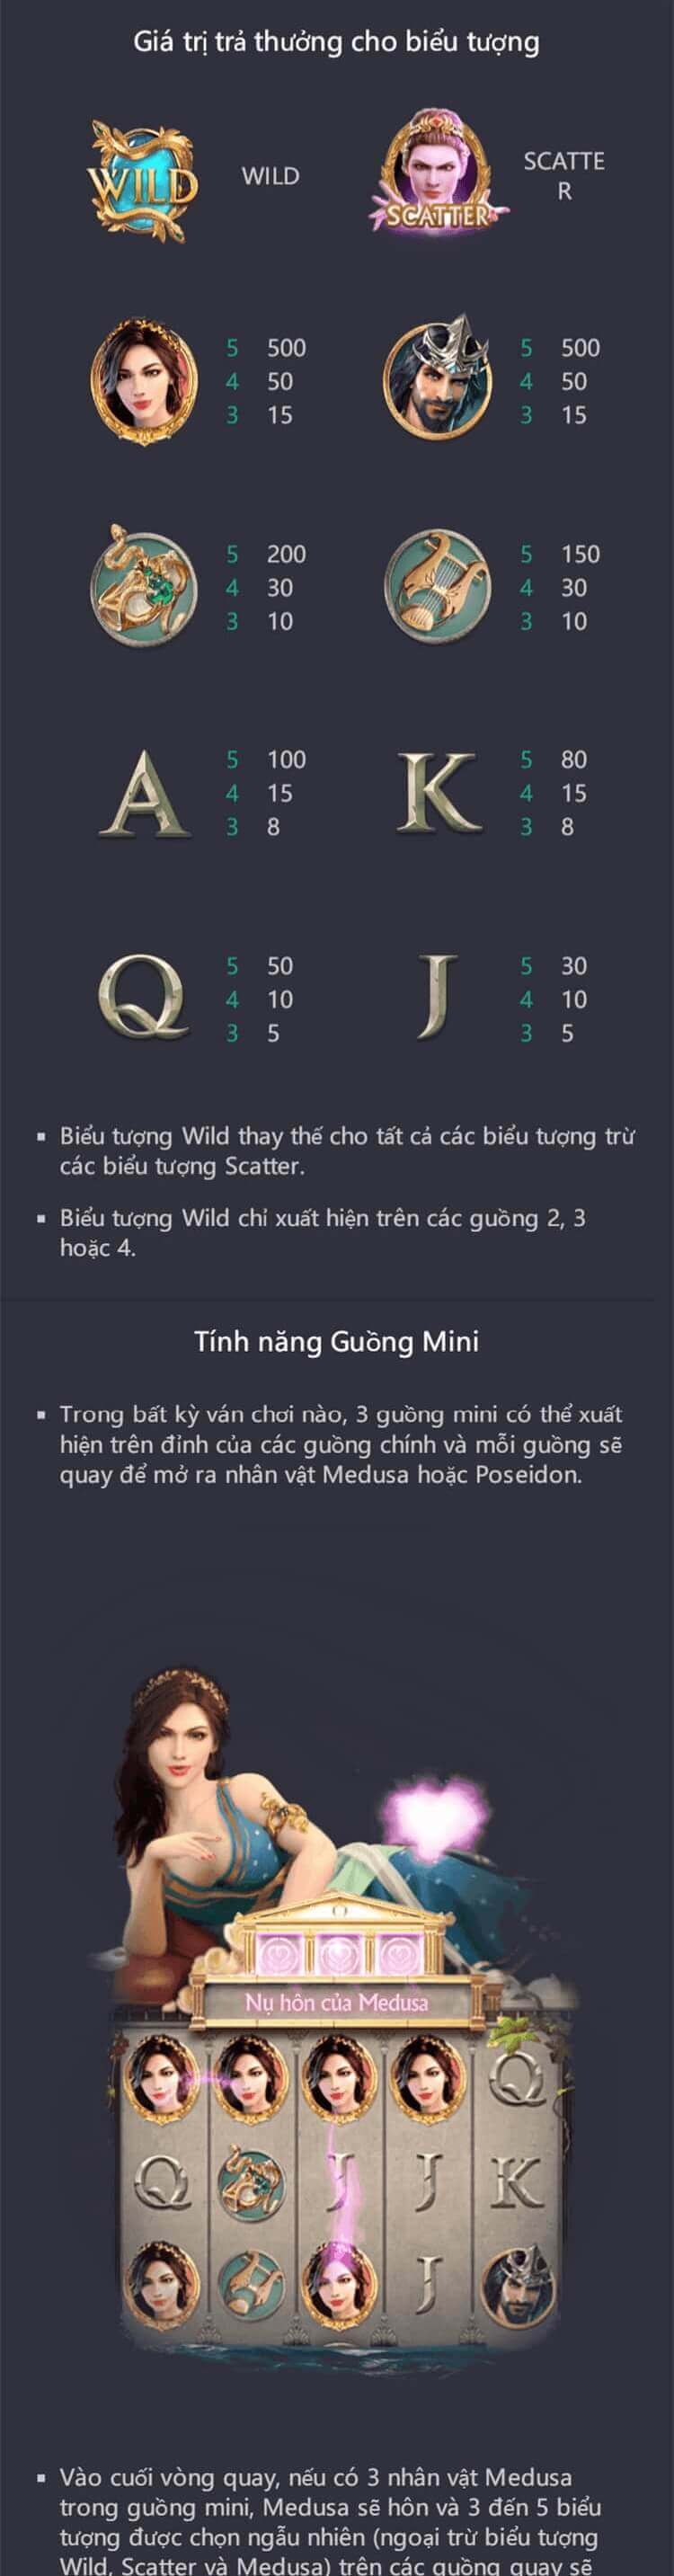 Giá trị trả thưởng cho biểu tượng
WILD WILD SCATTER SCATTE
R
5 500 5 500
4 50 4 50
3 15 3 15
5 200 5 150
4 30 4 30
3 10 3 10
A 5 100 K 5 80
4 15 4 15
3 8 3 8
Q 5 50 J 5 30
4 10 4 10
3 5 3 5
▪ Biểu tượng Wild thay thế cho tất cả các biểu tượng trừ
các biểu tượng Scatter.
▪ Biểu tượng Wild chỉ xuất hiện trên các guồng 2, 3
hoặc 4.
Tính năng Guồng Mini
▪ Trong bất kỳ ván chơi nào, 3 guồng mini có thể xuất
hiện trên đỉnh của các guồng chính và mỗi guồng sẽ
quay để mở ra nhân vật Medusa hoặc Poseidon.
Nụ hôn của Medusa
Q
Q J J K
J
▪ Vào cuối vòng quay, nếu có 3 nhân vật Medusa
trong guồng mini, Medusa sẽ hôn và 3 đến 5 biểu
tượng được chọn ngẫu nhiên (ngoại trừ biểu tượng
Wild, Scatter và Medusa) trên các guồng quay sẽ